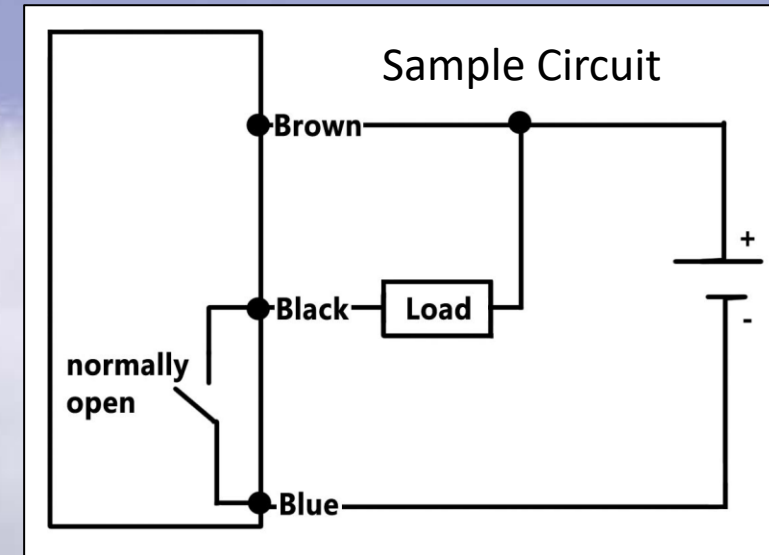 Sample Circuit
Brown
+
Black
Load
-
normally
open
Blue